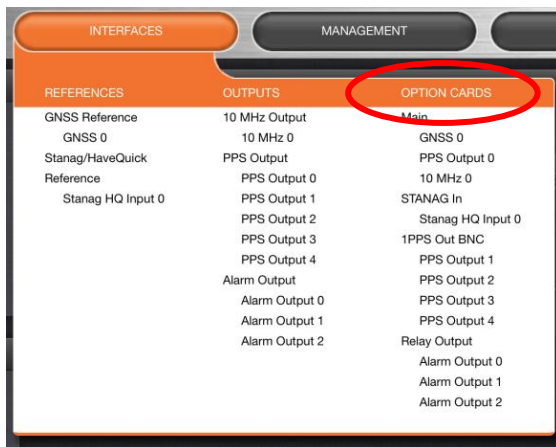 INTERFACES
MANAGEMENT
REFERENCES
GNSS Reference
GNSS 0
Stanag/HaveQuick
Reference
Stanag HQ Input 0
OUTPUTS
10 MHz Output
10 MHz 0
PPS Output
PPS Output 0
PPS Output 1
PPS Output 2
PPS Output 3
PPS Output 4
Alarm Output
Alarm Output 0
Alarm Output 1
Alarm Output 2
OPTION CARDS
Main
GNSS 0
PPS Output 0
10 MHz 0
STANAG In
Stanag HQ Input 0
1PPS Out BNC
PPS Output 1
PPS Output 2
PPS Output 3
PPS Output 4
Relay Output
Alarm Output 0
Alarm Output 1
Alarm Output 2